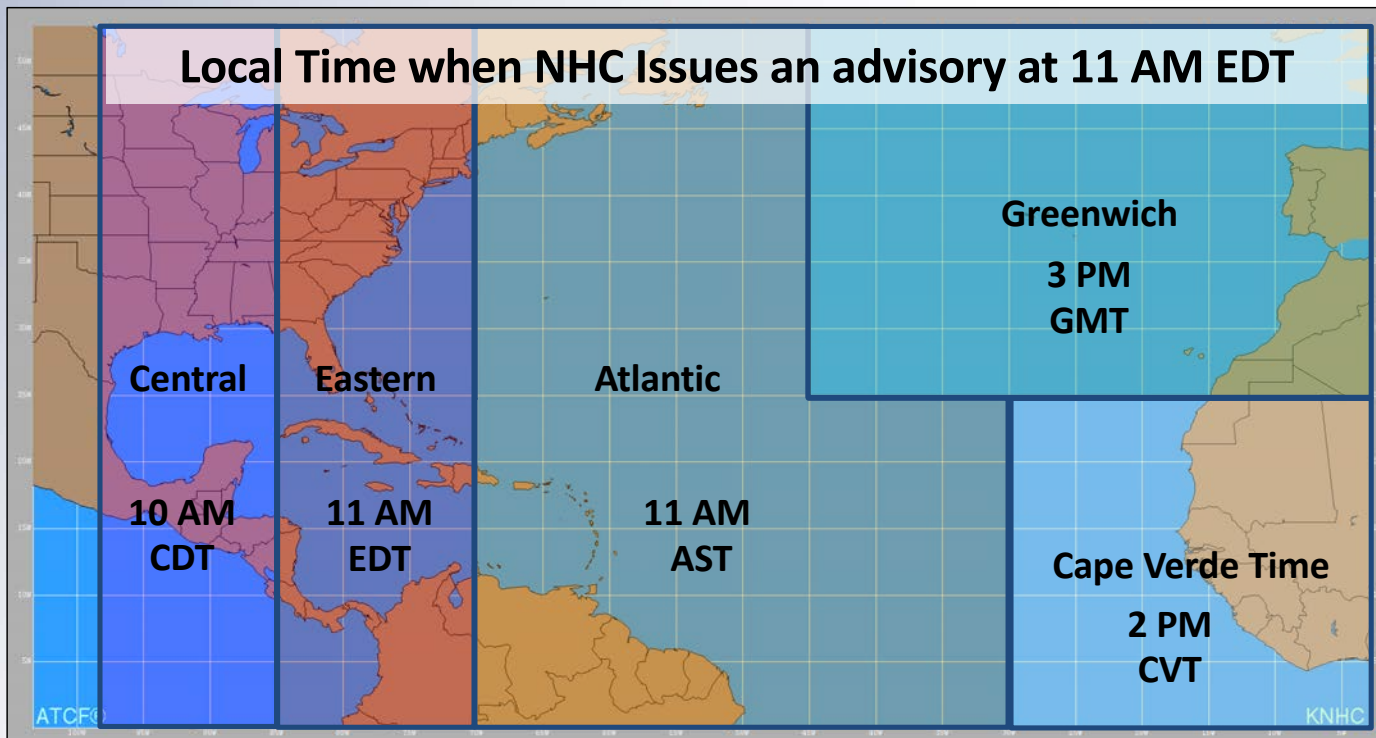 Local Time when NHC Issues an advisory at 11 AM EDT
Greenwich
3 PM
GMT
Central
Eastern
Atlantic
10 AM
CDT
11 AM
EDT
11 AM
AST
Cape Verde Time
2 PM
CVT
ATCF©
KNHC